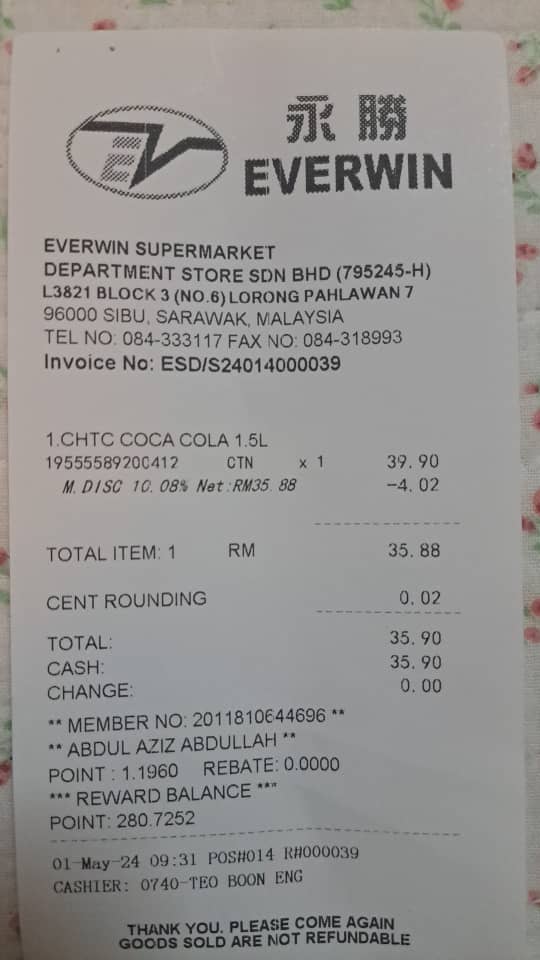 永勝
EV
EVERWIN
EVERWIN SUPERMARKET
DEPARTMENT STORE SDN BHD (795245-H)
L3821 BLOCK 3 (NO.6) LORONG PAHLAWAN 7
96000 SIBU, SARAWAK, MALAYSIA
TEL NO: 084-333117 FAX NO: 084-318993
Invoice No: ESD/S24014000039
1.CHTC COCA COLA 1.5L
19555589200412 CTN x 1 39.90
M.DISC 10.08% Net:RM35.88 -4.02
TOTAL ITEM: 1 RM 35.88
CENT ROUNDING 0.02
TOTAL: 35.90
CASH: 35.90
CHANGE: 0.00
** MEMBER NO: 2011810644696 **
** ABDUL AZIZ ABDULLAH **
POINT : 1.1960 REBATE: 0.0000
*** REWARD BALANCE ***
POINT: 280.7252
01-May-24 09:31 POS#014 R#000039
CASHIER: 0740-TEO BOON ENG
THANK YOU. PLEASE COME AGAIN
GOODS SOLD ARE NOT REFUNDABLE